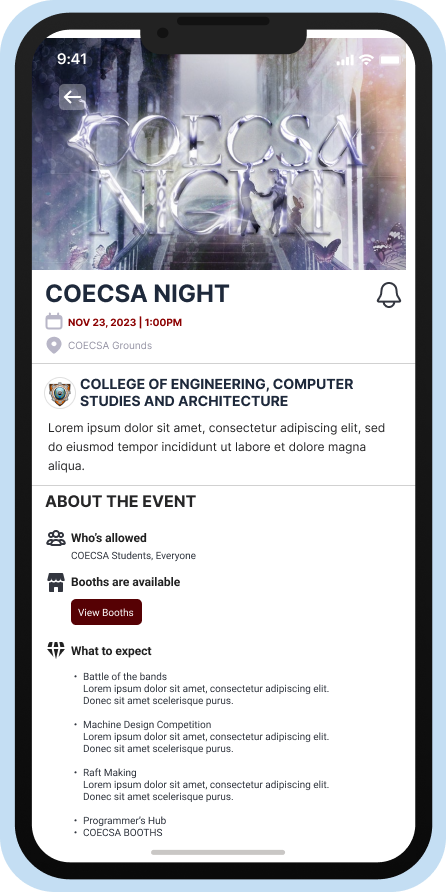 9:41
COECSA
NIGHT
COECSA NIGHT
NOV 23, 2023 | 1:00PM
COECSA Grounds
COLLEGE OF ENGINEERING, COMPUTER
STUDIES AND ARCHITECTURE
Lorem ipsum dolor sit amet, consectetur adipiscing elit, sed
do eiusmod tempor incididunt ut labore et dolore magna
aliqua.
ABOUT THE EVENT
Who's allowed
COECSA Students, Everyone
Booths are available
View Booths
What to expect
• Battle of the bands
Lorem ipsum dolor sit amet, consectetur adipiscing elit.
Donec sit amet scelerisque purus.
• Machine Design Competition
Lorem ipsum dolor sit amet, consectetur adipiscing elit.
Donec sit amet scelerisque purus.
• Raft Making
Lorem ipsum dolor sit amet, consectetur adipiscing elit.
Donec sit amet scelerisque purus.
• Programmer's Hub
• COECSA BOOTHS